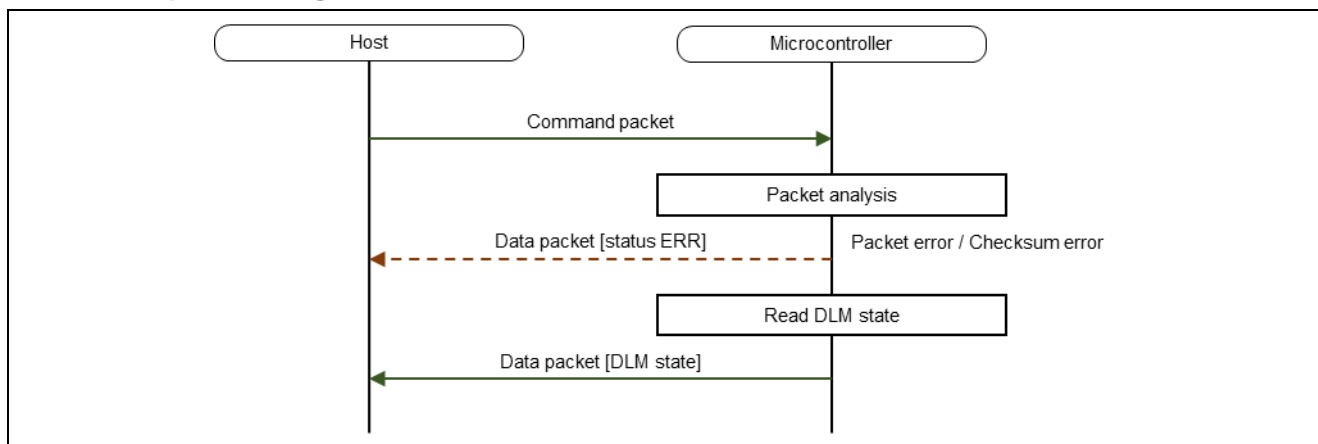 Host
Microcontroller
Command packet
Packet analysis
Data packet [status ERR]
Packet error / Checksum error
Read DLM state
Data packet [DLM state]